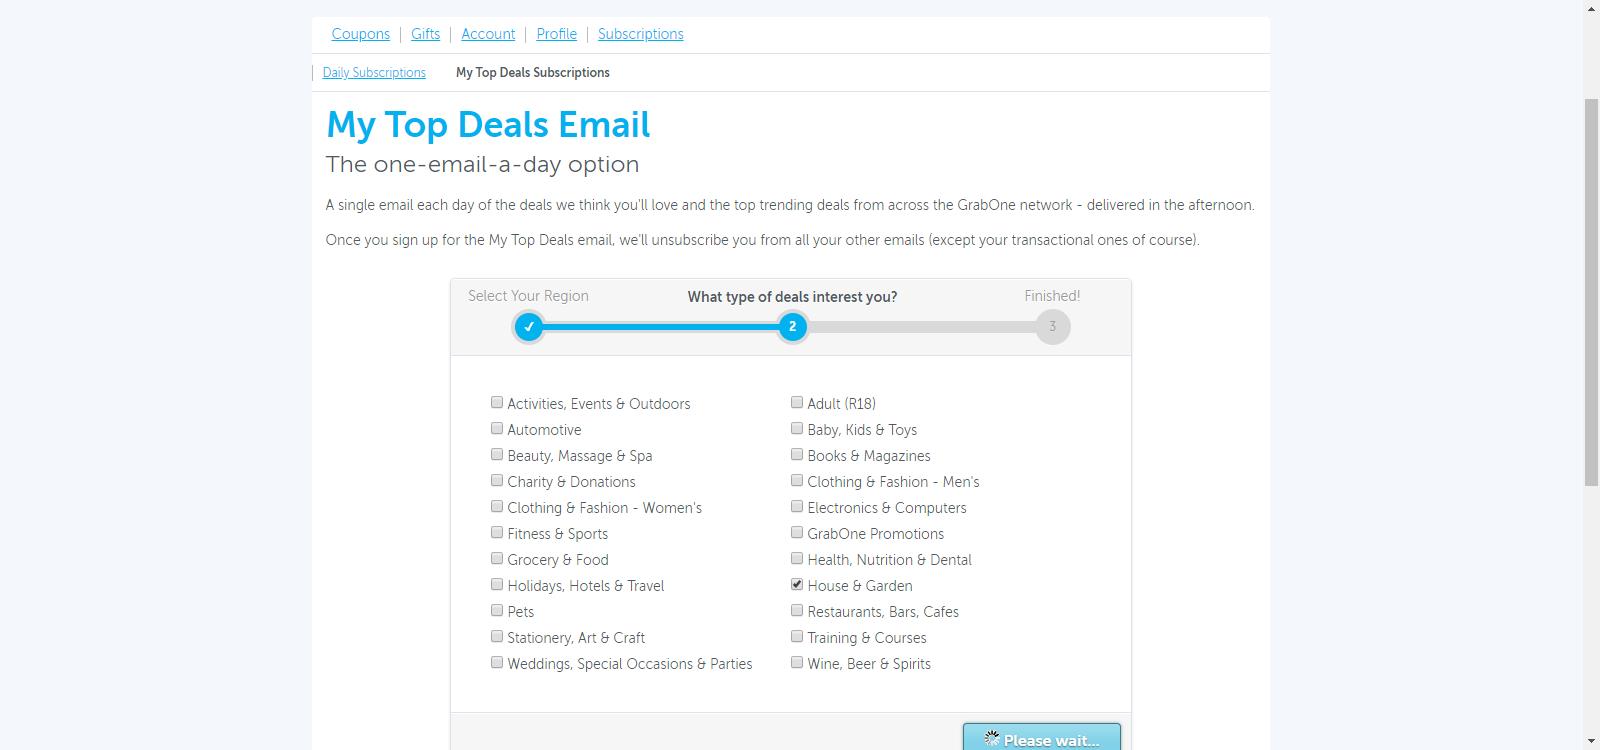 Coupons Gifts Account Profile Subscriptions
Daily Subscriptions My Top Deals Subscriptions
My Top Deals Email
The one-email-a-day option
A single email each day of the deals we think you'll love and the top trending deals from across the GrabOne network - delivered in the afternoon.
Once you sign up for the My Top Deals email, we'll unsubscribe you from all your other emails (except your transactional ones of course).
Select Your Region What type of deals interest you? Finished!
2 3
Activities, Events & Outdoors Adult (R18)
Automotive Baby, Kids & Toys
Beauty, Massage & Spa Books & Magazines
Charity & Donations Clothing & Fashion - Men's
Clothing & Fashion - Women's Electronics & Computers
Fitness & Sports GrabOne Promotions
Grocery & Food Health, Nutrition & Dental
Holidays, Hotels & Travel House & Garden
Pets Restaurants, Bars, Cafes
Stationery, Art & Craft Training & Courses
Weddings, Special Occasions & Parties Wine, Beer & Spirits
Please wait...